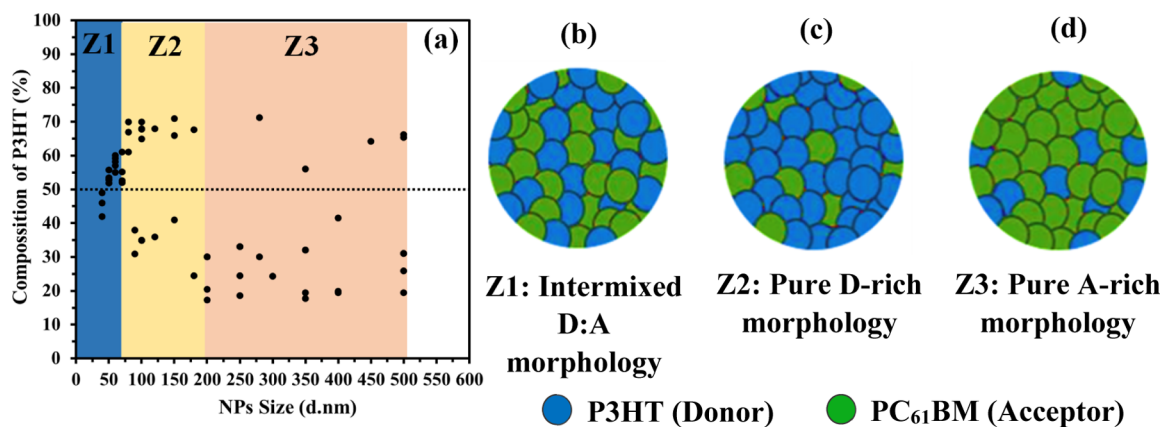 Z1
Z2
Z3
(a)
Compossition of P3HT (%)
100
90
80
70
60
50
40
30
20
10
0
0 50 100 150 200 250 300 350 400 450 500 550 600
NPs Size (d.nm)
(b)
Z1: Intermixed
D:A
morphology
(c)
Z2: Pure D-rich
morphology
(d)
Z3: Pure A-rich
morphology
P3HT (Donor)
PC₆₁BM (Acceptor)